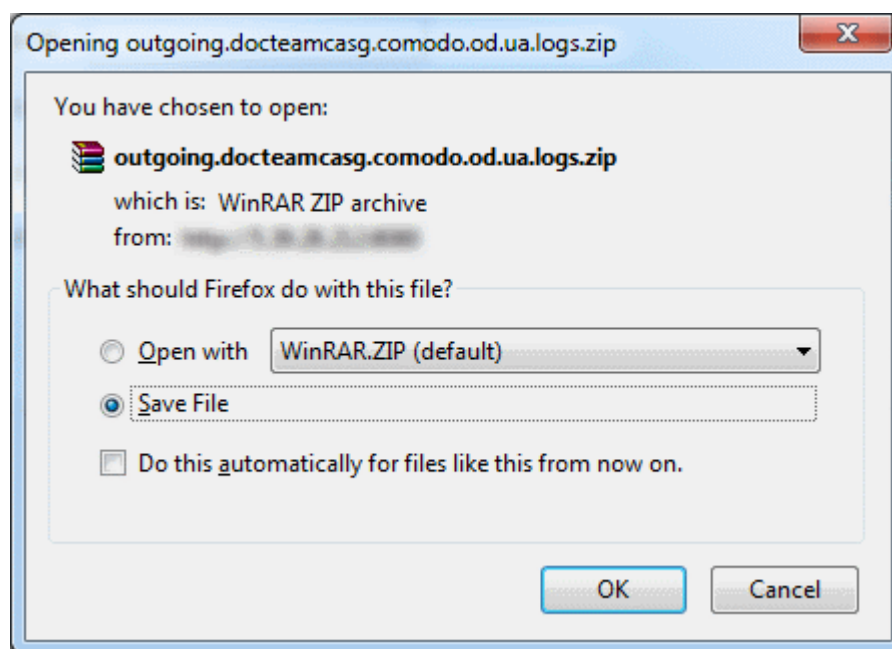 Opening outgoing.docteamcasg.comodo.od.ua.logs.zip
You have chosen to open:
outgoing.docteamcasg.comodo.od.ua.logs.zip
which is: WinRAR ZIP archive
from:
What should Firefox do with this file?
Open with WinRAR.ZIP (default)
Save File
Do this automatically for files like this from now on.
OK Cancel